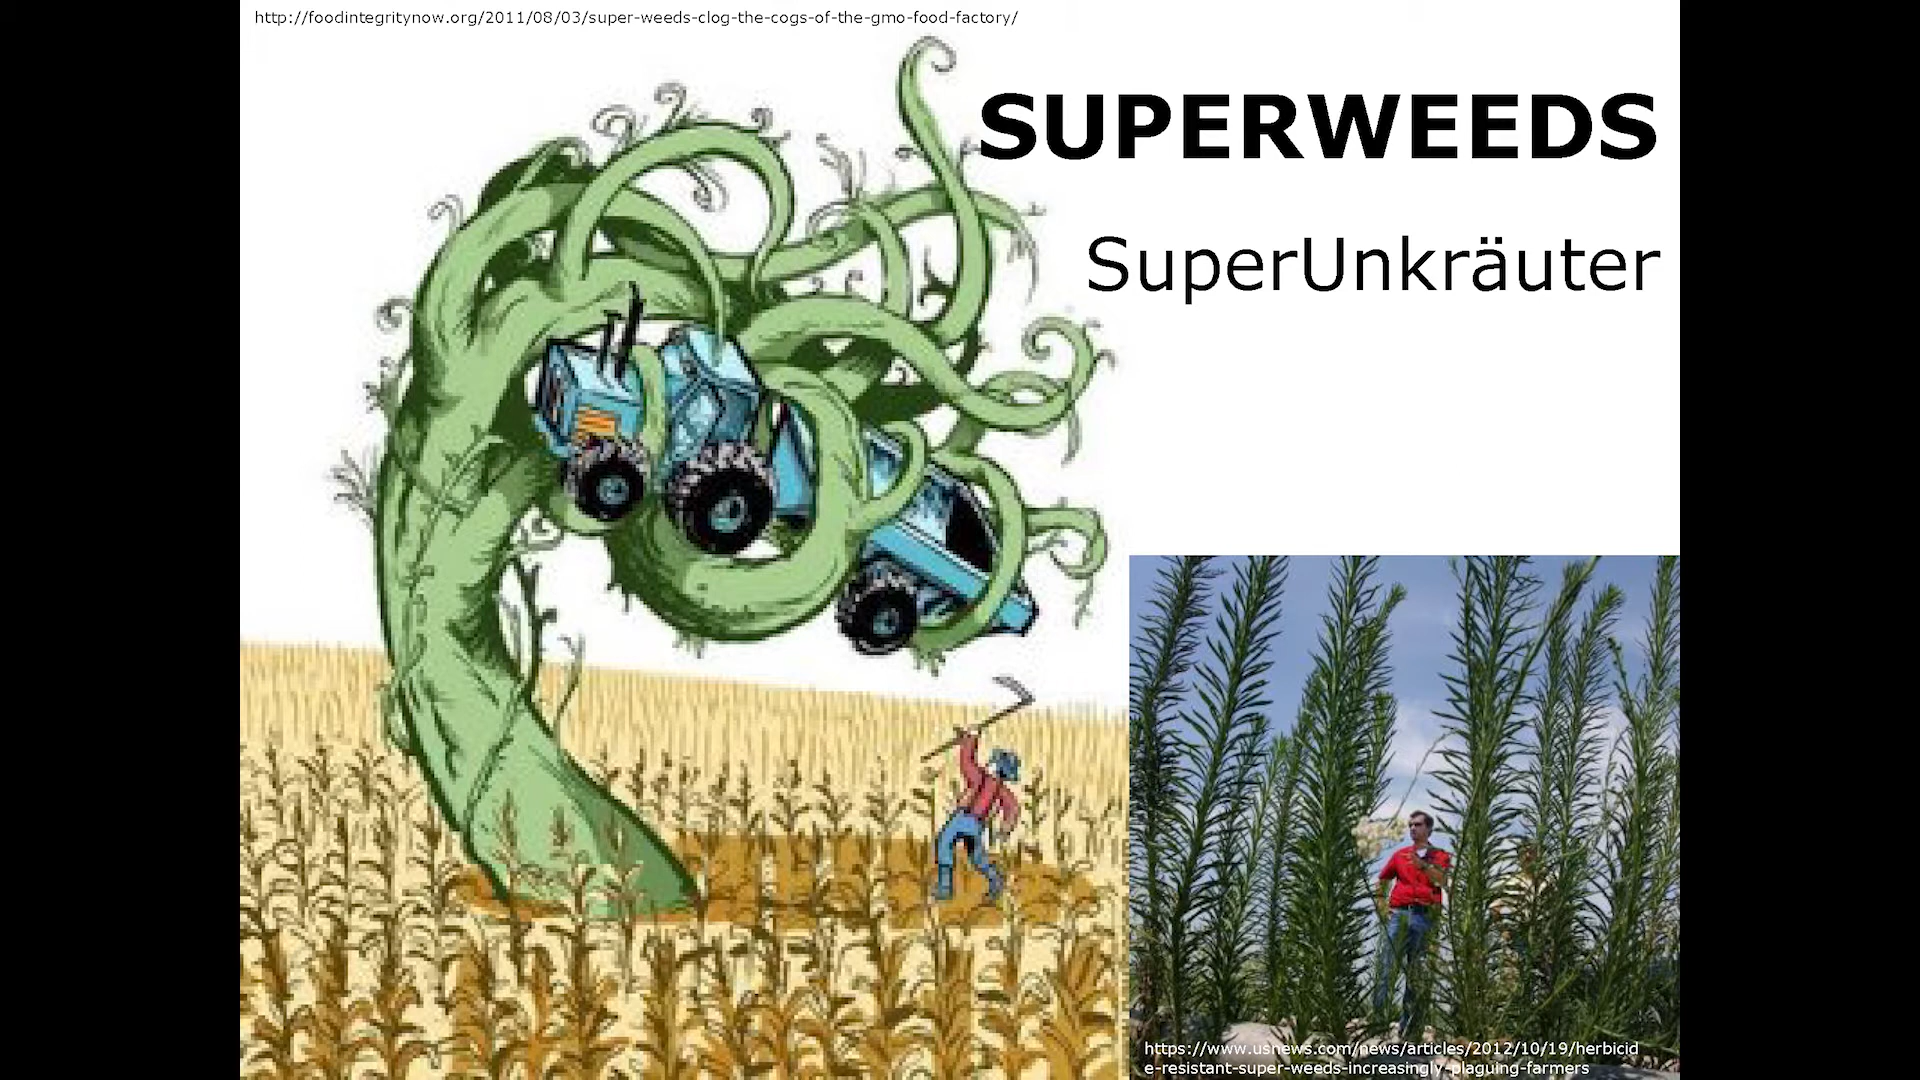 http://foodintegritynow.org/2011/08/03/super-weeds-clog-the-cogs-of-the-gmo-food-factory/
SUPERWEEDS
SuperUnkräuter
https://www.usnews.com/news/articles/2012/10/19/herbicid
e-resistant-super-weeds-increasingly-plaguing-farmers